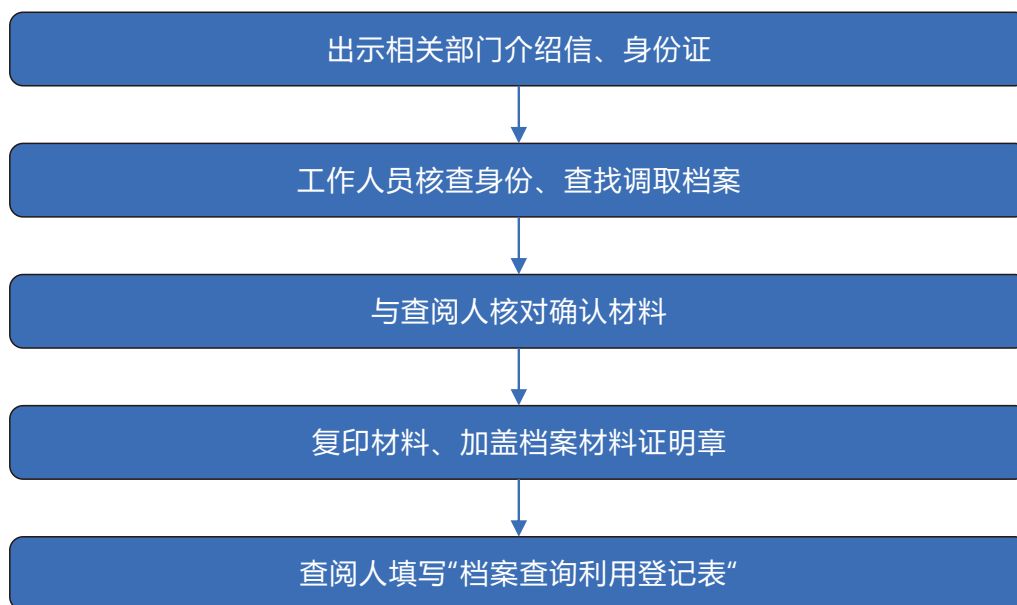 出示相关部门介绍信、身份证
工作人员核查身份、查找调取档案
与查阅人核对确认材料
复印材料、加盖档案材料证明章
查阅人填写“档案查询利用登记表“